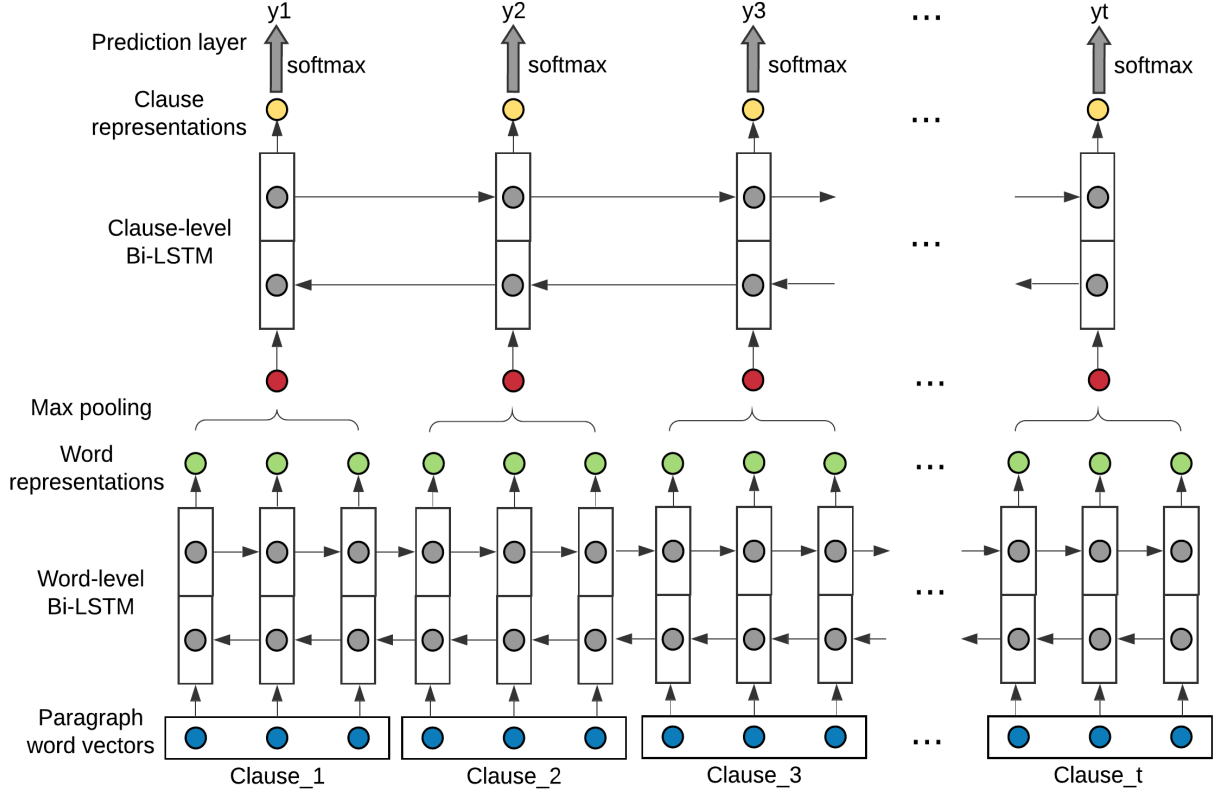 y1 y2 y3 ... yt
Prediction layer
softmax softmax softmax softmax
Clause
representations
...
Clause-level
Bi-LSTM
...
...
Max pooling
Word
representations
...
Word-level
Bi-LSTM
...
Paragraph
word vectors
...
Clause_1 Clause_2 Clause_3 Clause_t